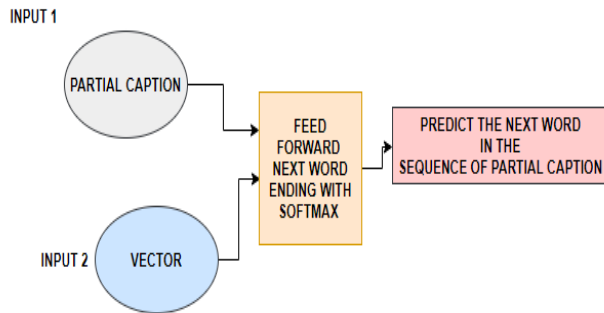 INPUT 1
PARTIAL CAPTION
FEED
FORWARD
NEXT WORD
ENDING WITH
SOFTMAX
PREDICT THE NEXT WORD
IN THE
SEQUENCE OF PARTIAL CAPTION
INPUT 2
VECTOR